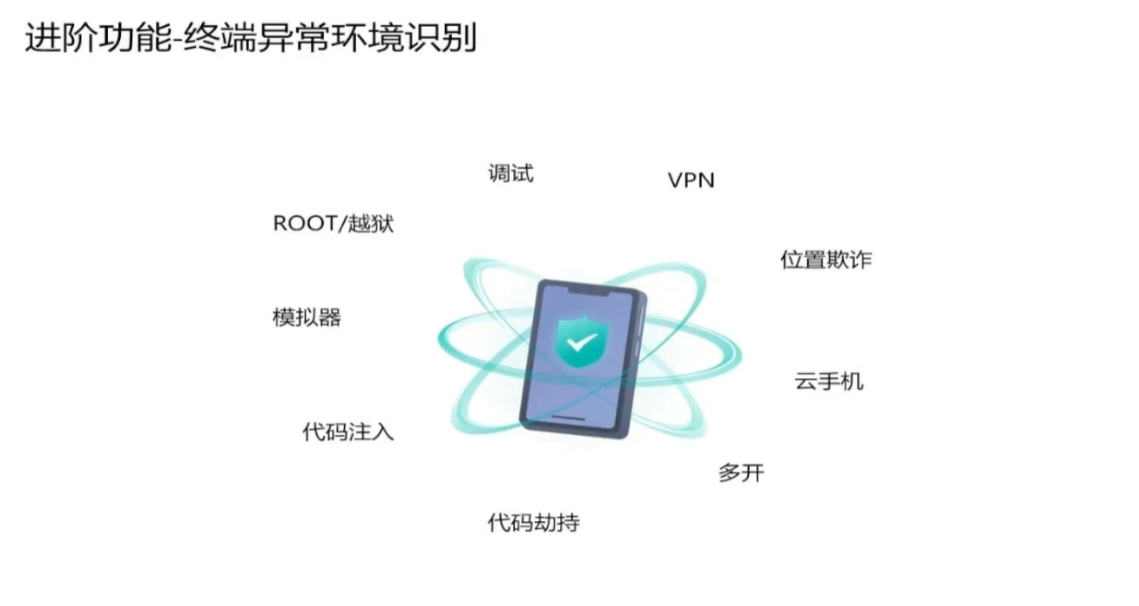 进阶功能-终端异常环境识别
调试
VPN
ROOT/越狱
位置欺诈
模拟器
云手机
代码注入
多开
代码劫持